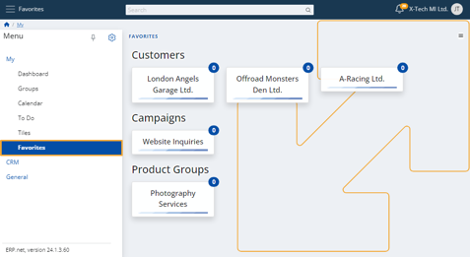 Favorites
Search
X-Tech MI Ltd.
JT
/ My
Menu
My
Dashboard
Groups
Calendar
To Do
Tiles
Favorites
CRM
General
ERP.net, version 24.1.3.60
FAVORITES
Customers
0
London Angels
Garage Ltd.
0
Offroad Monsters
Den Ltd.
0
A-Racing Ltd.
Campaigns
0
Website Inquiries
Product Groups
0
Photography
Services